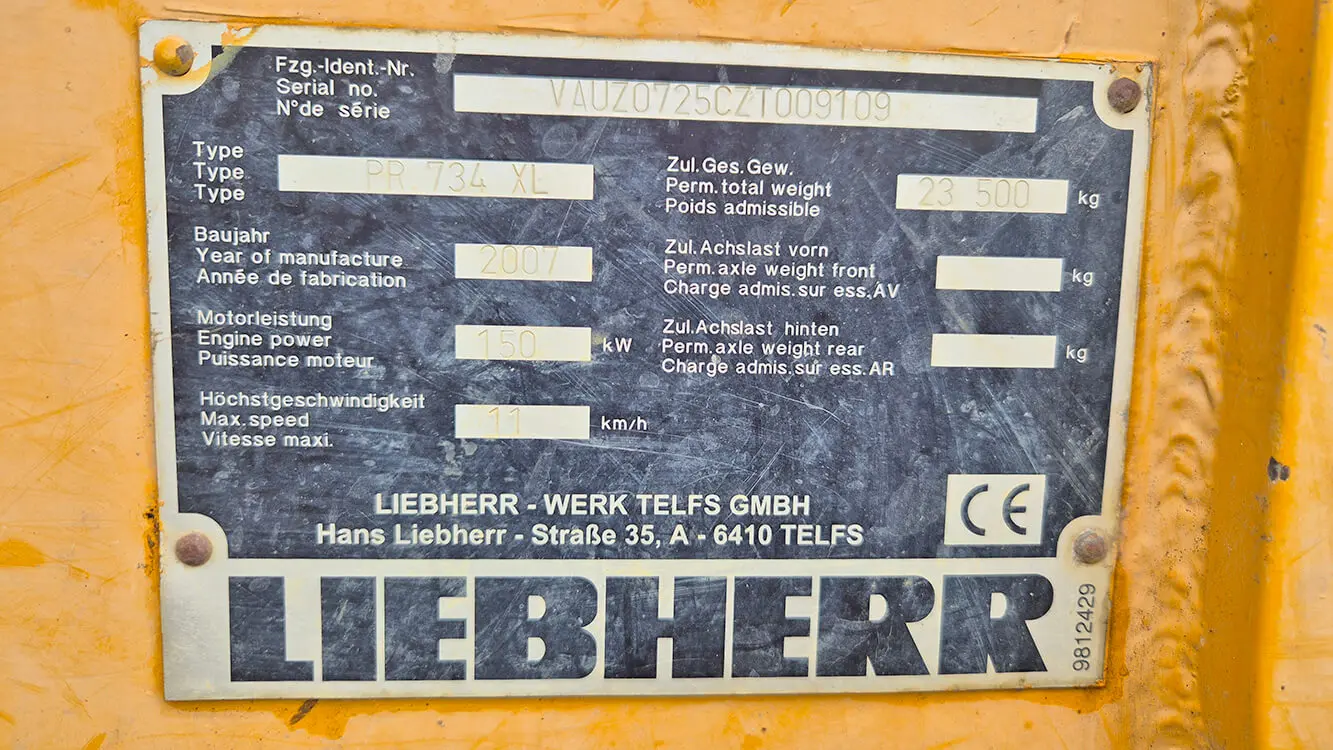 Fzg.-Ident.-Nr.
Serial no.
N°de série
VAUZ0725CZT009109
Type
Type
Type
PR 734 XL
Baujahr
Year of manufacture
Année de fabrication
2007
Motorleistung
Engine power
Puissance moteur
150 kW
Höchstgeschwindigkeit
Max.speed
Vitesse maxi.
11 km/h
Zul.Ges.Gew.
Perm.total weight
Poids admissible
23 500 kg
Zul.Achslast vorn
Perm.axle weight front
Charge admis.sur ess.AV
kg
Zul.Achslast hinten
Perm.axle weight rear
Charge admis.sur ess.AR
kg
LIEBHERR - WERK TELFS GMBH
Hans Liebherr - Straße 35, A - 6410 TELFS
CE
LIEBHERR
9812429